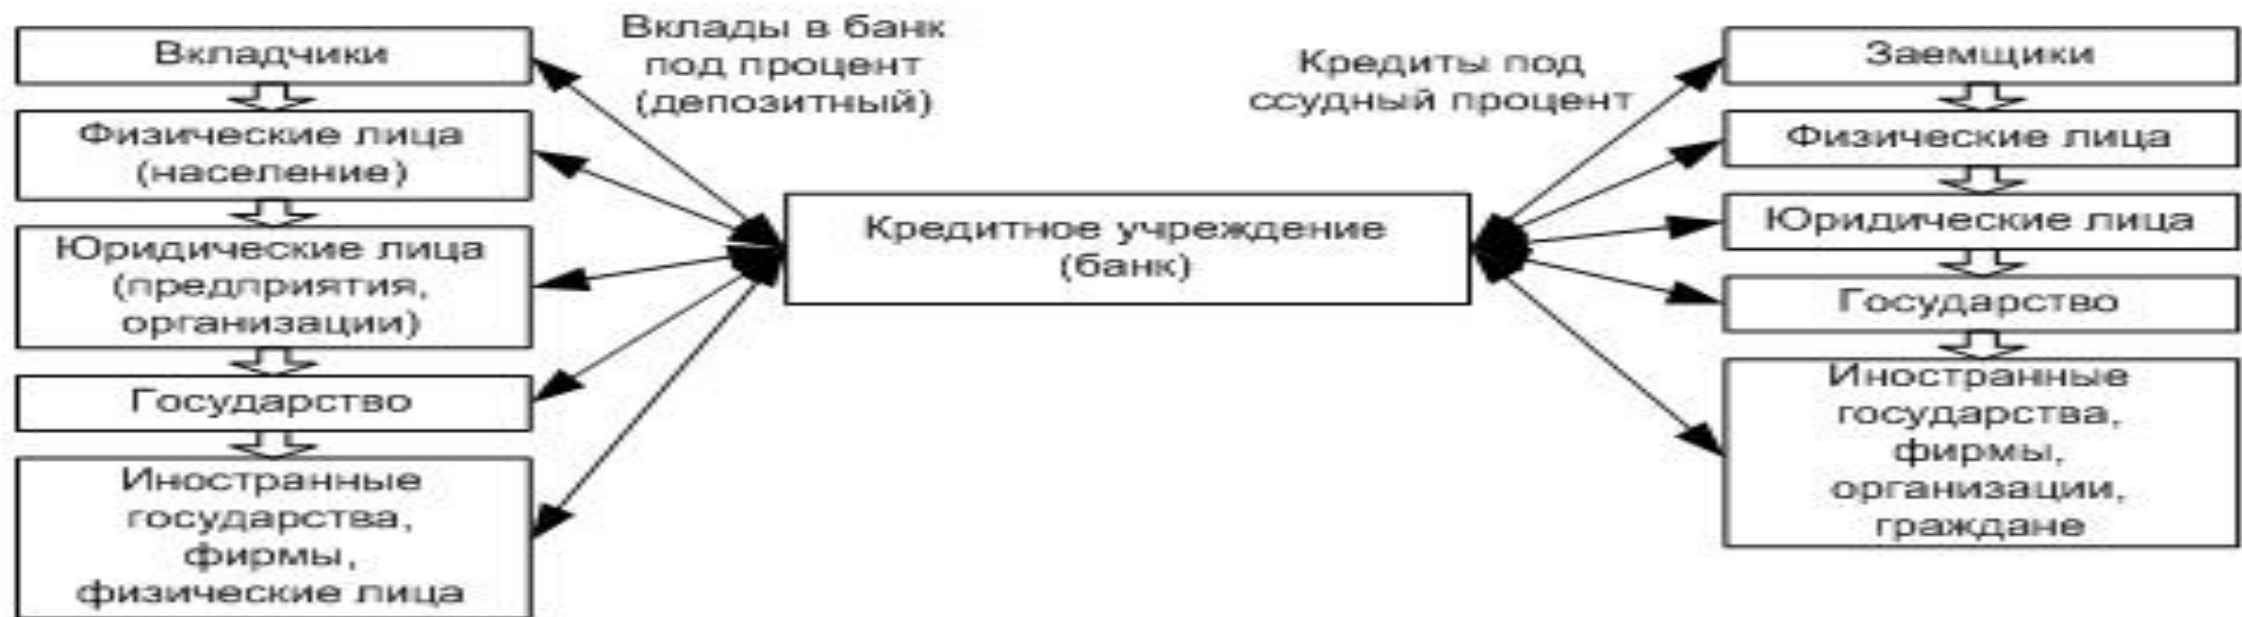 Вкладчики
Физические лица
(население)
Юридические лица
(предприятия,
организации)
Государство
Иностранные
государства,
фирмы,
физические лица
Вклады в банк
под процент
(депозитный)
Кредитное учреждение
(банк)
Кредиты под
ссудный процент
Заемщики
Физические лица
Юридические лица
Государство
Иностранные
государства,
фирмы,
организации,
граждане